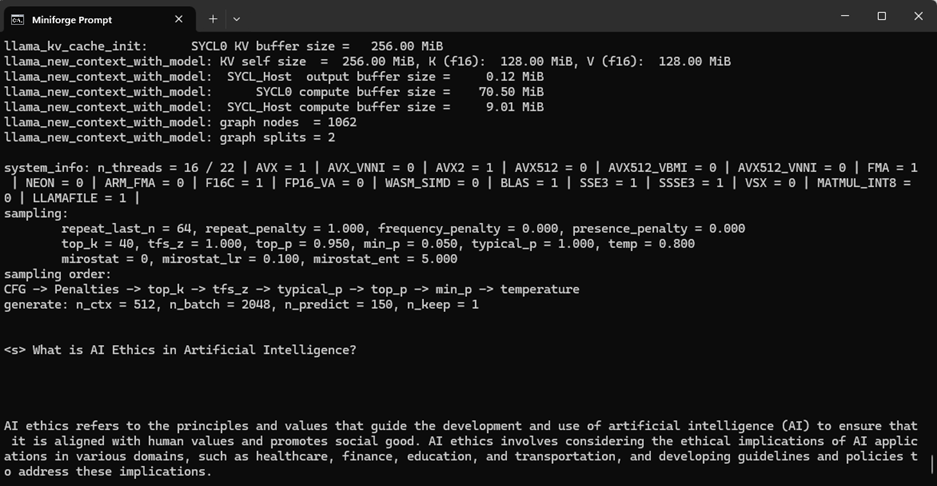 Miniforge Prompt
llama_kv_cache_init:      SYCL0 KV buffer size =   256.00 MiB
llama_new_context_with_model: KV self size  =  256.00 MiB, K (f16):  128.00 MiB, V (f16):  128.00 MiB
llama_new_context_with_model:  SYCL_Host  output buffer size =     0.12 MiB
llama_new_context_with_model:      SYCL0 compute buffer size =    70.50 MiB
llama_new_context_with_model:  SYCL_Host compute buffer size =     9.01 MiB
llama_new_context_with_model: graph nodes  = 1062
llama_new_context_with_model: graph splits = 2
system_info: n_threads = 16 / 22 | AVX = 1 | AVX_VNNI = 0 | AVX2 = 1 | AVX512 = 0 | AVX512_VBMI = 0 | AVX512_VNNI = 0 | FMA = 1
 | NEON = 0 | ARM_FMA = 0 | F16C = 1 | FP16_VA = 0 | WASM_SIMD = 0 | BLAS = 1 | SSE3 = 1 | SSSE3 = 1 | VSX = 0 | MATMUL_INT8 =
0 | LLAMAFILE = 1 |
sampling:
        repeat_last_n = 64, repeat_penalty = 1.000, frequency_penalty = 0.000, presence_penalty = 0.000
        top_k = 40, tfs_z = 1.000, top_p = 0.950, min_p = 0.050, typical_p = 1.000, temp = 0.800
        mirostat = 0, mirostat_lr = 0.100, mirostat_ent = 5.000
sampling order:
CFG -> Penalties -> top_k -> tfs_z -> typical_p -> top_p -> min_p -> temperature
generate: n_ctx = 512, n_batch = 2048, n_predict = 150, n_keep = 1
<s> What is AI Ethics in Artificial Intelligence?
AI ethics refers to the principles and values that guide the development and use of artificial intelligence (AI) to ensure that
 it is aligned with human values and promotes social good. AI ethics involves considering the ethical implications of AI applic
ations in various domains, such as healthcare, finance, education, and transportation, and developing guidelines and policies t
o address these implications.